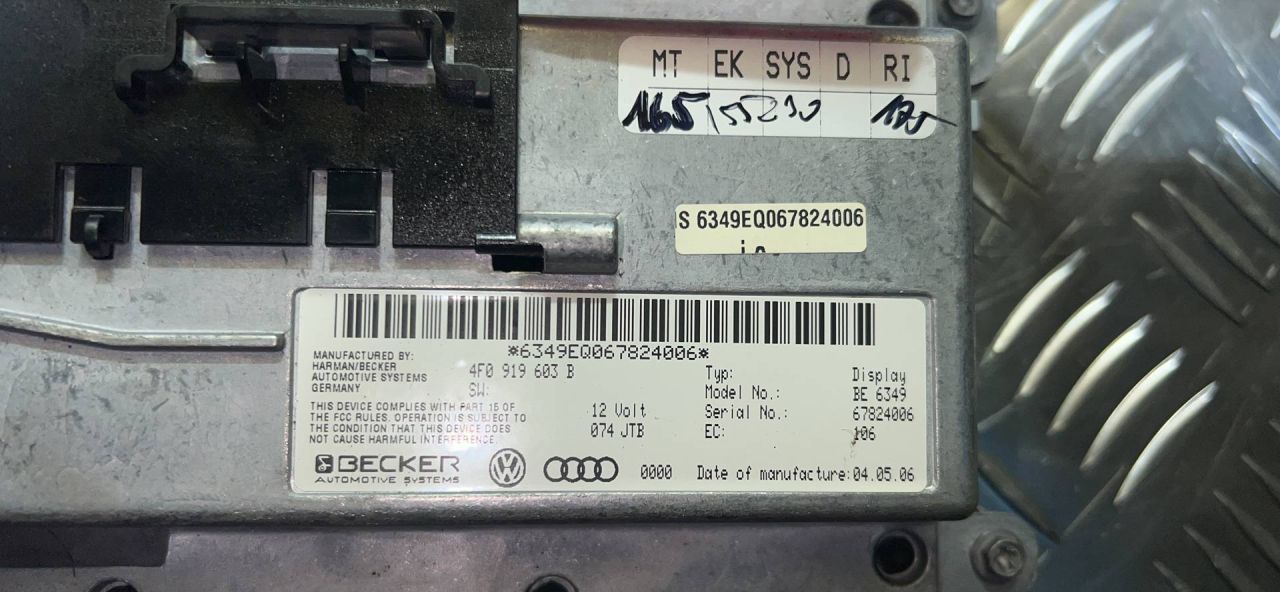 MT EK SYS D RI
1165 175
S 6349EQ067824006
*6349EQ067824006*
MANUFACTURED BY:
HARMAN/BECKER
AUTOMOTIVE SYSTEMS
GERMANY
4F0 919 603 B
SW:
THIS DEVICE COMPLIES WITH PART 15 OF
THE FCC RULES. OPERATION IS SUBJECT TO
THE CONDITION THAT THIS DEVICE DOES
NOT CAUSE HARMFUL INTERFERENCE.
12 Volt
074 JTB
Typ: Display
Model No.: BE 6349
Serial No.: 67824006
EC: 106
BECKER
AUTOMOTIVE SYSTEMS
0000 Date of manufacture:04.05.06